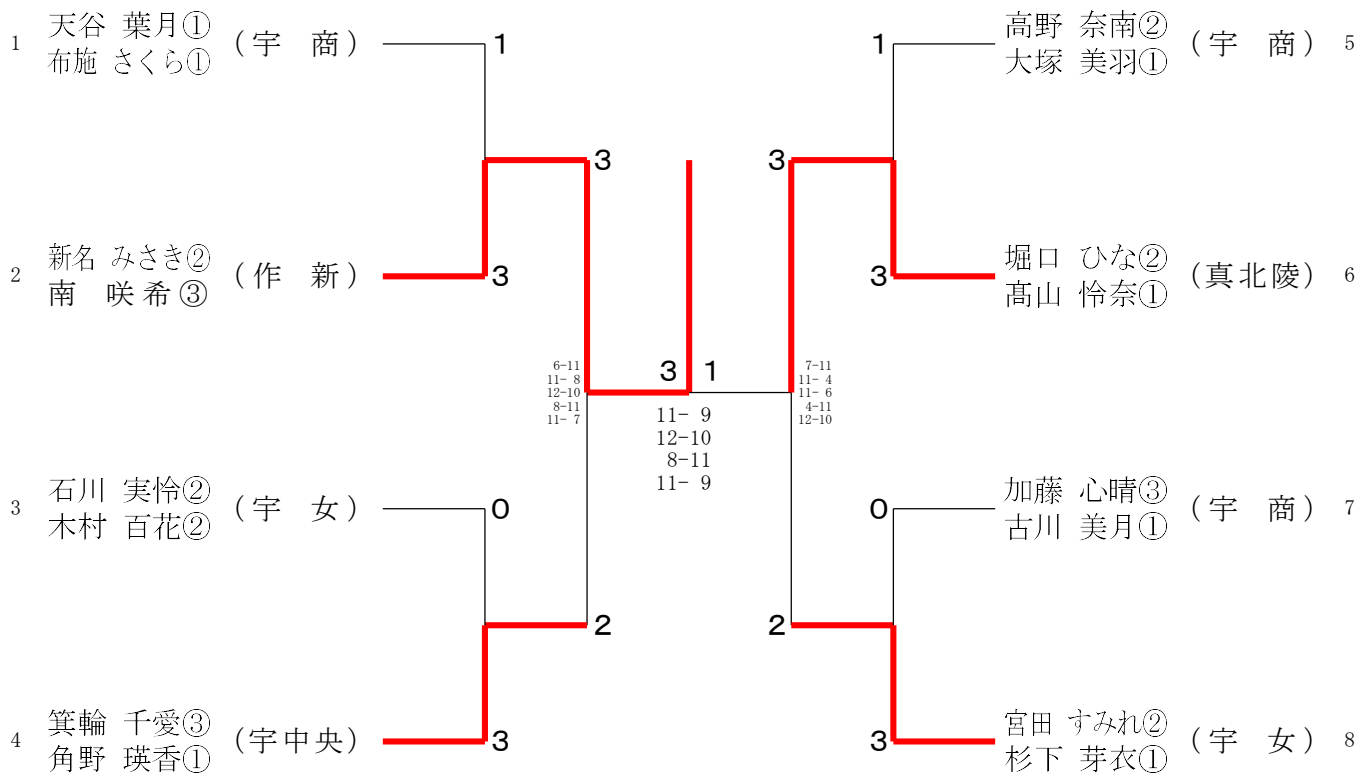 1 天谷 葉月① (宇 商) 1
布施 さくら①
3
2 新名 みさき② (作 新) 3
南 咲希③
6-11
11- 8
12-10
8-11
11- 7
3 石川 実怜② (宇 女) 0
木村 百花②
2
4 箕輪 千愛③ (宇中央) 3
角野 瑛香①
3 1
11- 9
12-10
8-11
11- 9
1 高野 奈南② (宇 商) 5
大塚 美羽①
3
3 堀口 ひな② (真北陵) 6
髙山 怜奈①
7-11
11- 4
11- 6
4-11
12-10
0 加藤 心晴③ (宇 商) 7
古川 美月①
2
3 宮田 すみれ② (宇 女) 8
杉下 芽衣①